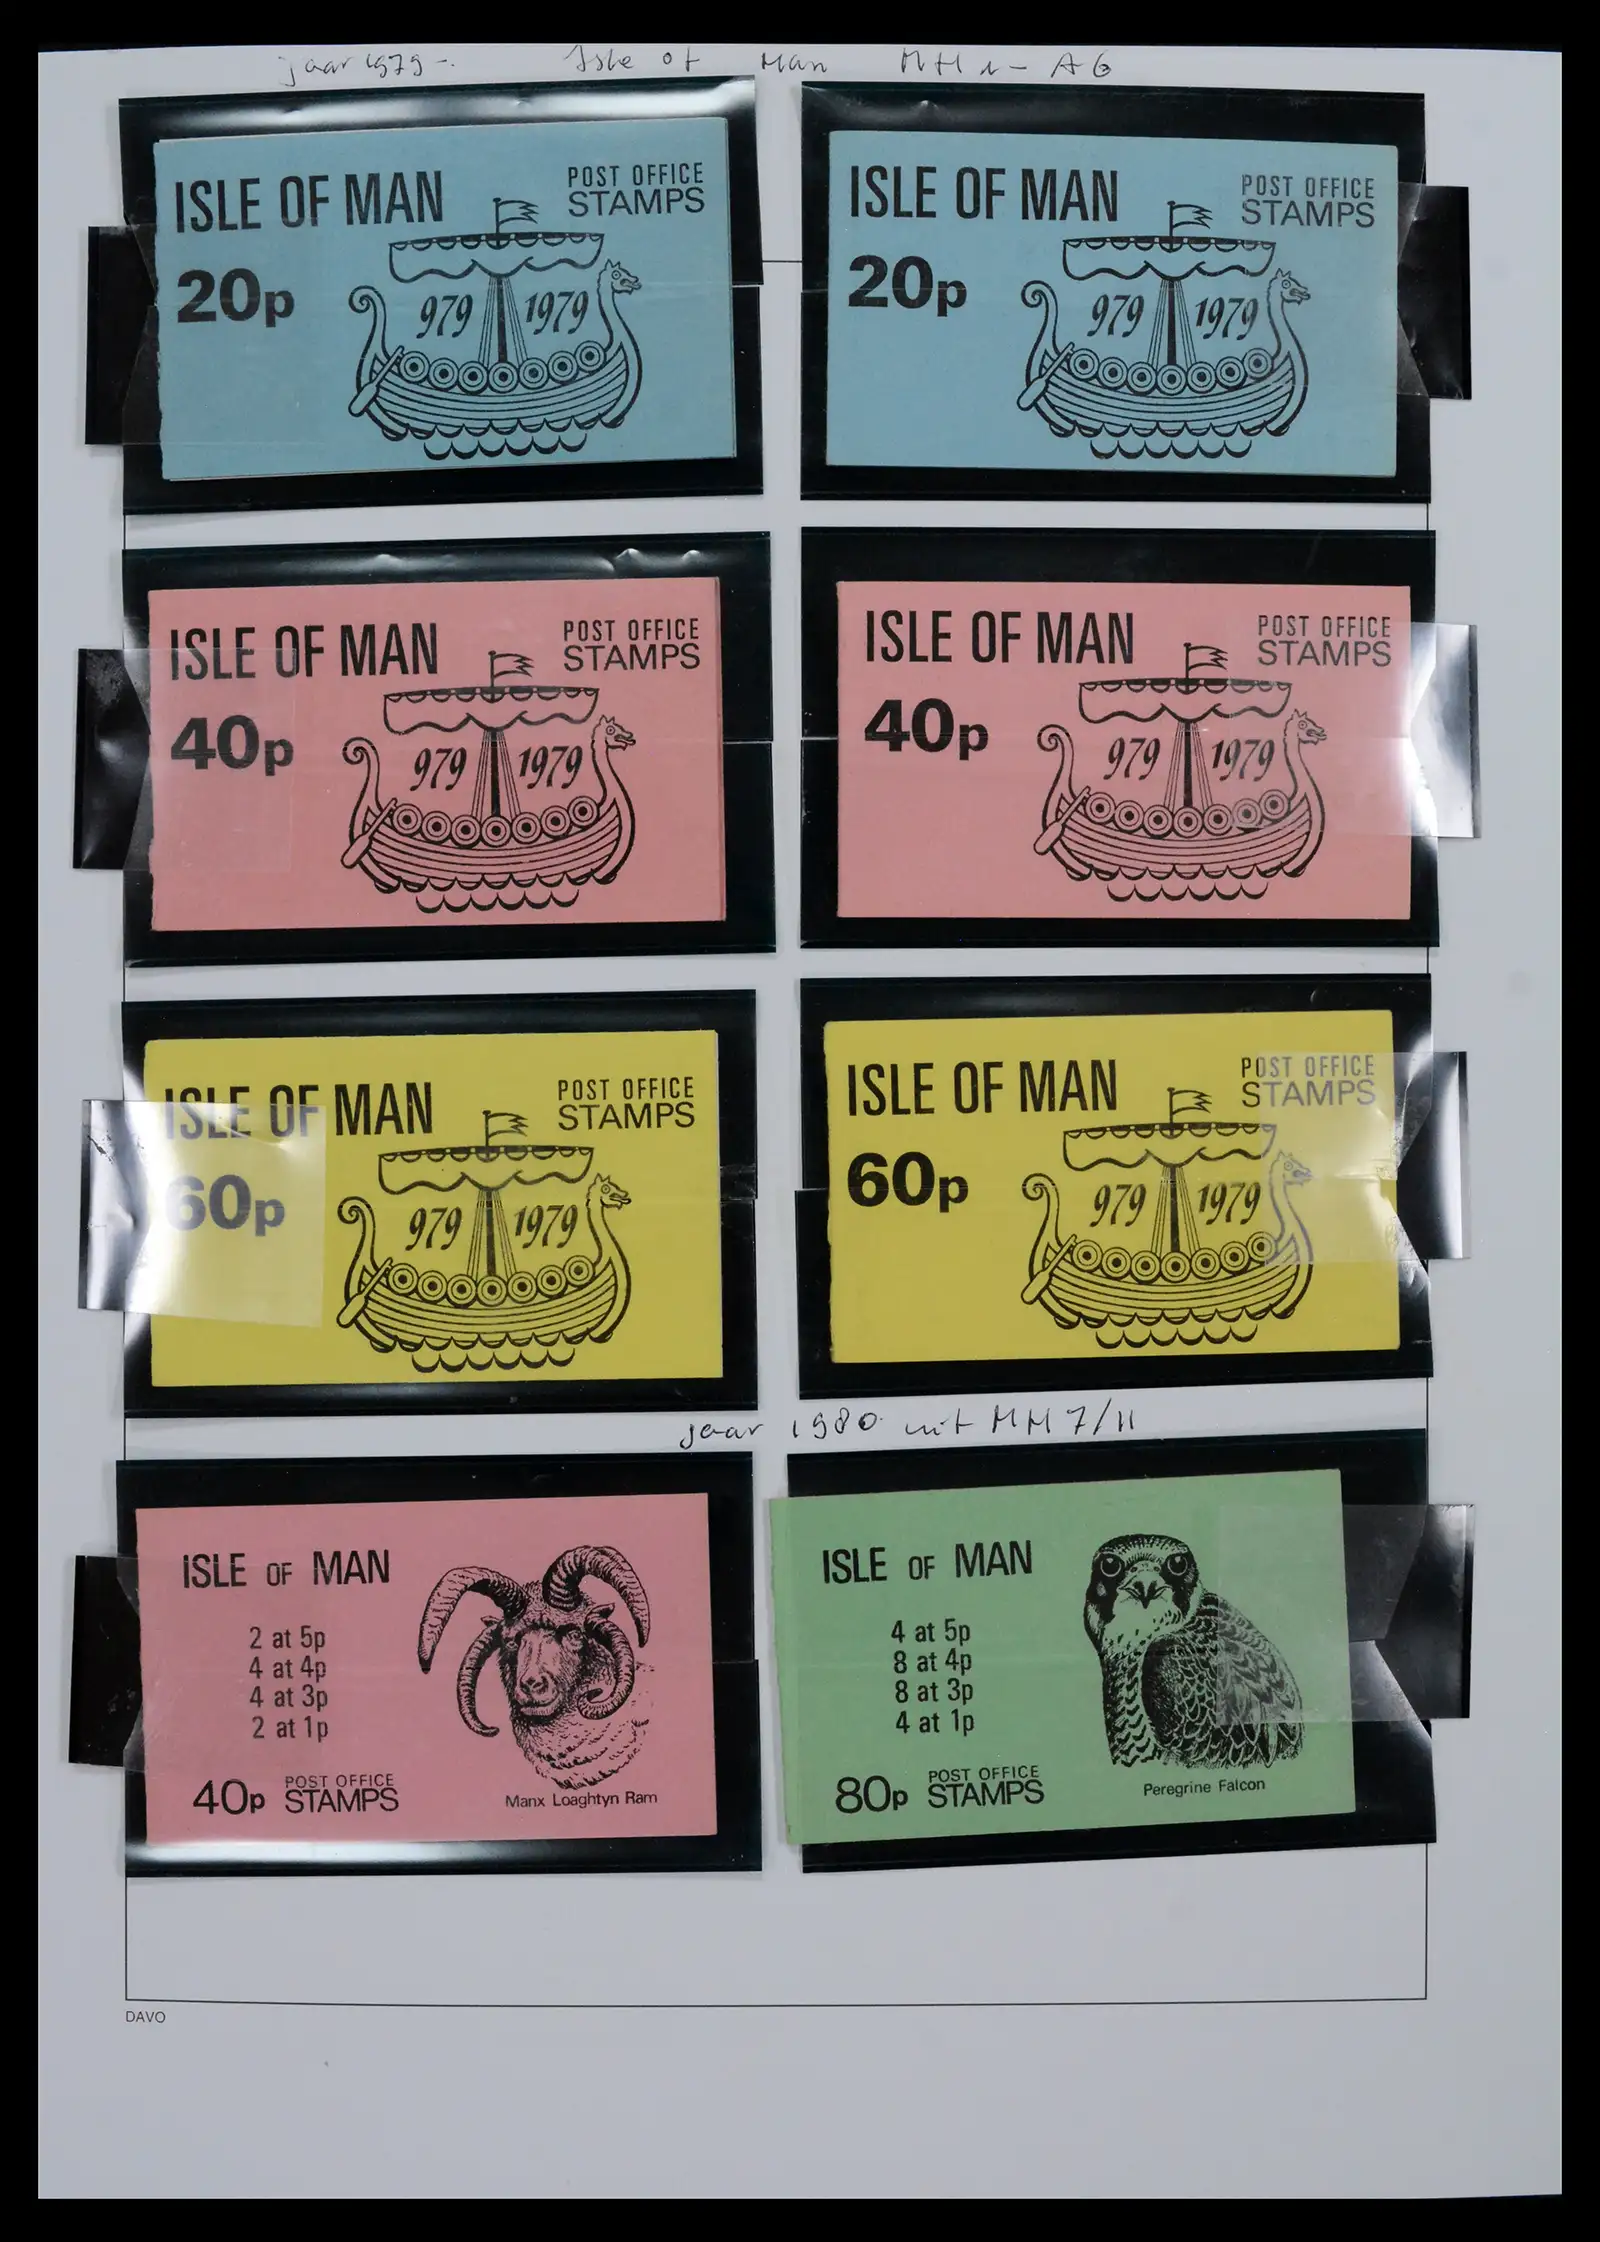 jaar 1979-. Isle of Man MH 1- A6
ISLE OF MAN
POST OFFICE
STAMPS
20p
979 1979
ISLE OF MAN
POST OFFICE
STAMPS
20p
979 1979
ISLE OF MAN
POST OFFICE
STAMPS
40p
979 1979
ISLE OF MAN
POST OFFICE
STAMPS
40p
979 1979
ISLE OF MAN
POST OFFICE
STAMPS
60p
979 1979
ISLE OF MAN
POST OFFICE
STAMPS
60p
979 1979
jaar 1980 uit MH 7/11
ISLE OF MAN
2 at 5p
4 at 4p
4 at 3p
2 at 1p
40p POST OFFICE
STAMPS
Manx Loaghtyn Ram
ISLE OF MAN
4 at 5p
8 at 4p
8 at 3p
4 at 1p
80p POST OFFICE
STAMPS
Peregrine Falcon
DAVO